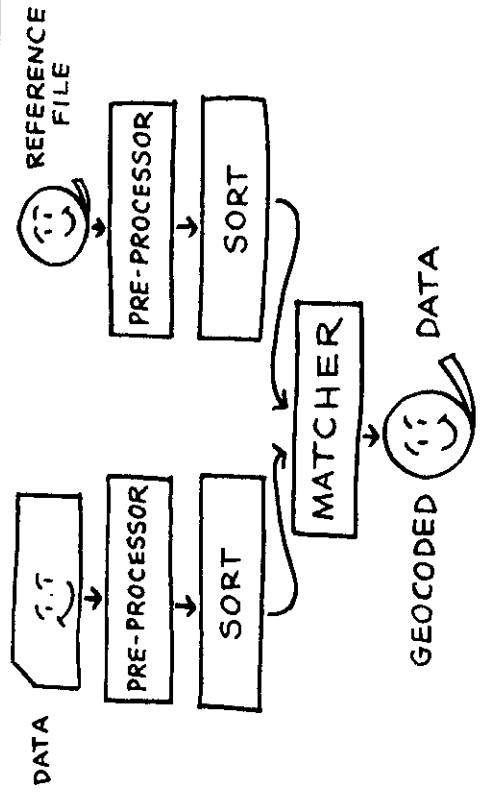 DATA
REFERENCE
FILE
PRE-PROCESSOR
PRE-PROCESSOR
SORT
SORT
MATCHER
GEOCODED
DATA